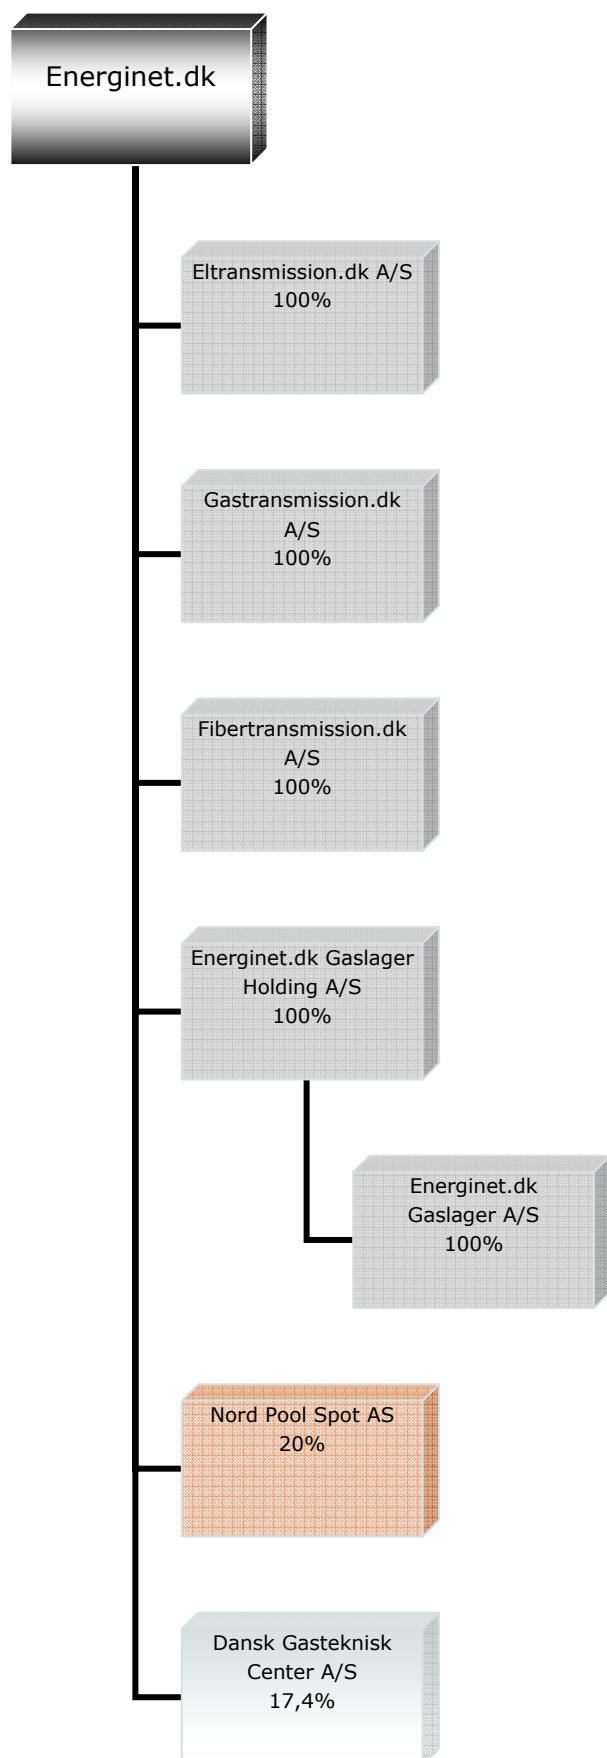 Energinet.dk
Eltransmission.dk A/S
100%
Gastransmission.dk
A/S
100%
Fibertransmission.dk
A/S
100%
Energinet.dk Gaslager
Holding A/S
100%
Energinet.dk
Gaslager A/S
100%
Nord Pool Spot AS
20%
Dansk Gasteknisk
Center A/S
17,4%